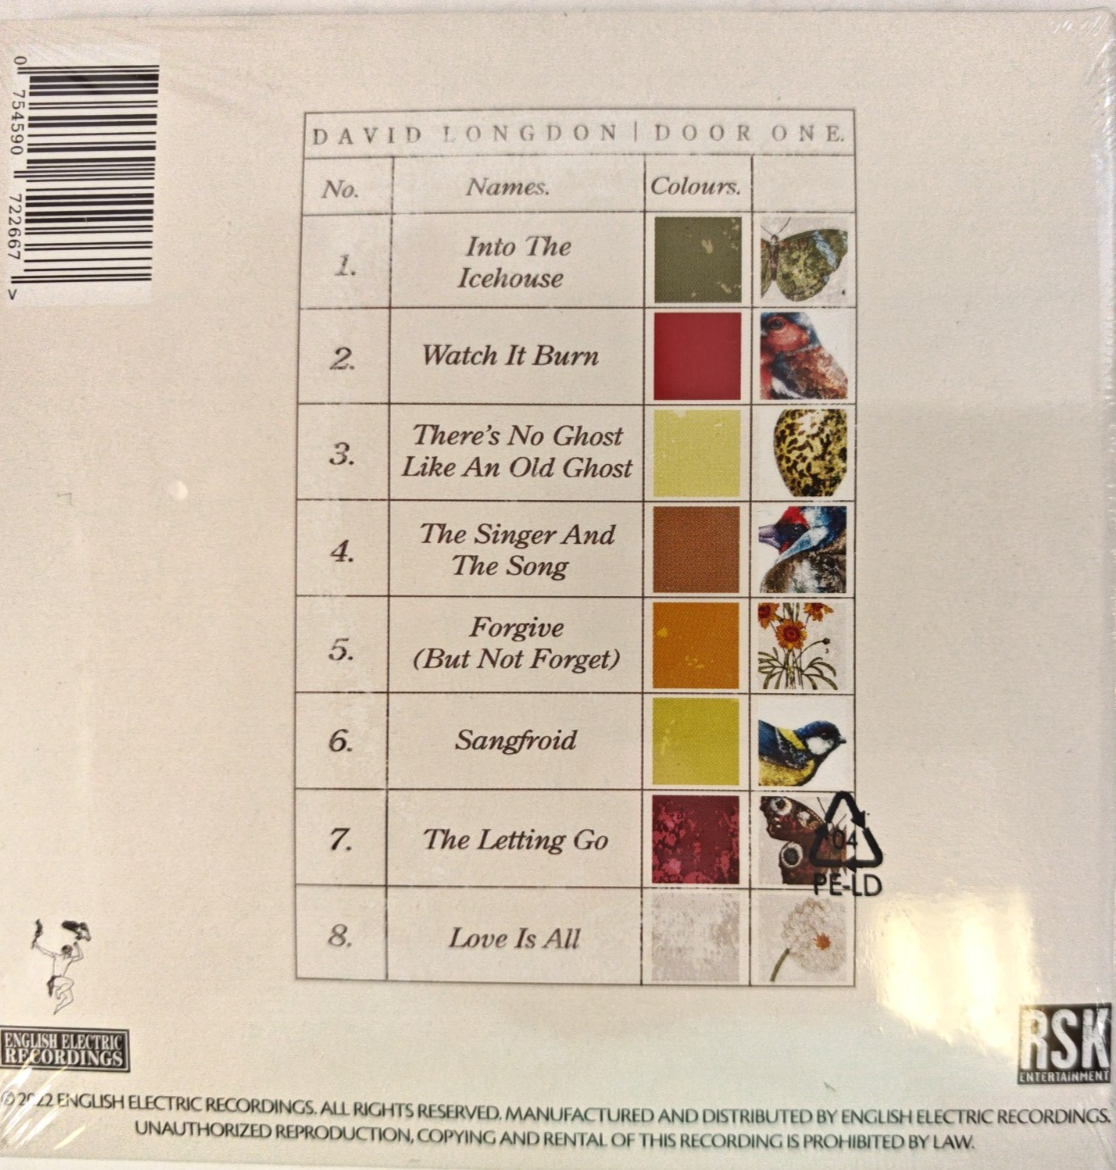 0 754590 722667 >
DAVID LONGDON | DOOR ONE.
No. Names. Colours.
1. Into The
Icehouse
2. Watch It Burn
3. There's No Ghost
Like An Old Ghost
4. The Singer And
The Song
5. Forgive
(But Not Forget)
6. Sangfroid
7. The Letting Go
04
PE-LD
8. Love Is All
ENGLISH ELECTRIC
RECORDINGS
RSK
ENTERTAINMENT
℗2022 ENGLISH ELECTRIC RECORDINGS. ALL RIGHTS RESERVED. MANUFACTURED AND DISTRIBUTED BY ENGLISH ELECTRIC RECORDINGS.
UNAUTHORIZED REPRODUCTION, COPYING AND RENTAL OF THIS RECORDING IS PROHIBITED BY LAW.